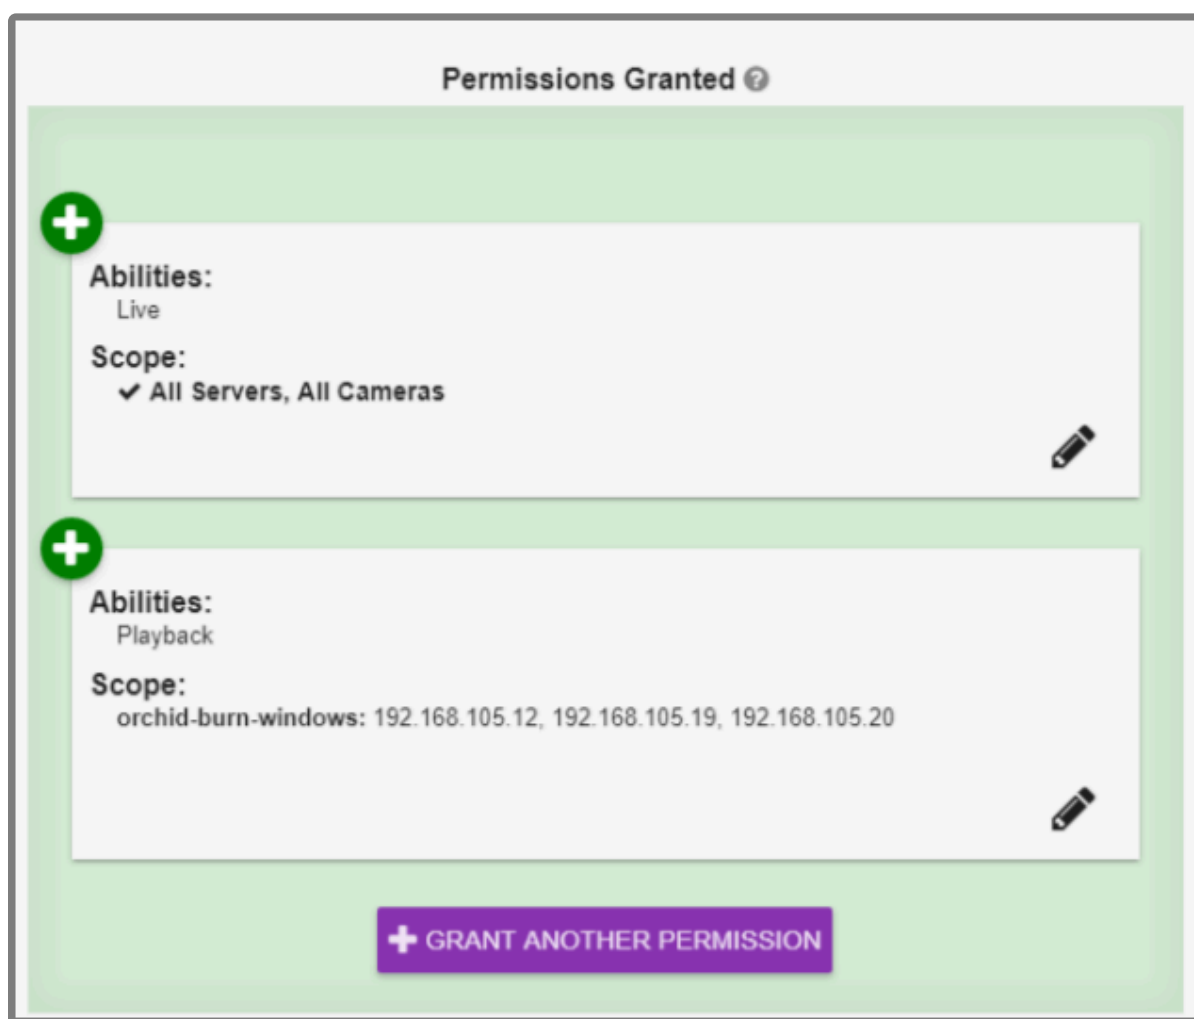 Permissions Granted
Abilities:
Live
Scope:
All Servers, All Cameras
Abilities:
Playback
Scope:
orchid-burn-windows: 192.168.105.12, 192.168.105.19, 192.168.105.20
GRANT ANOTHER PERMISSION